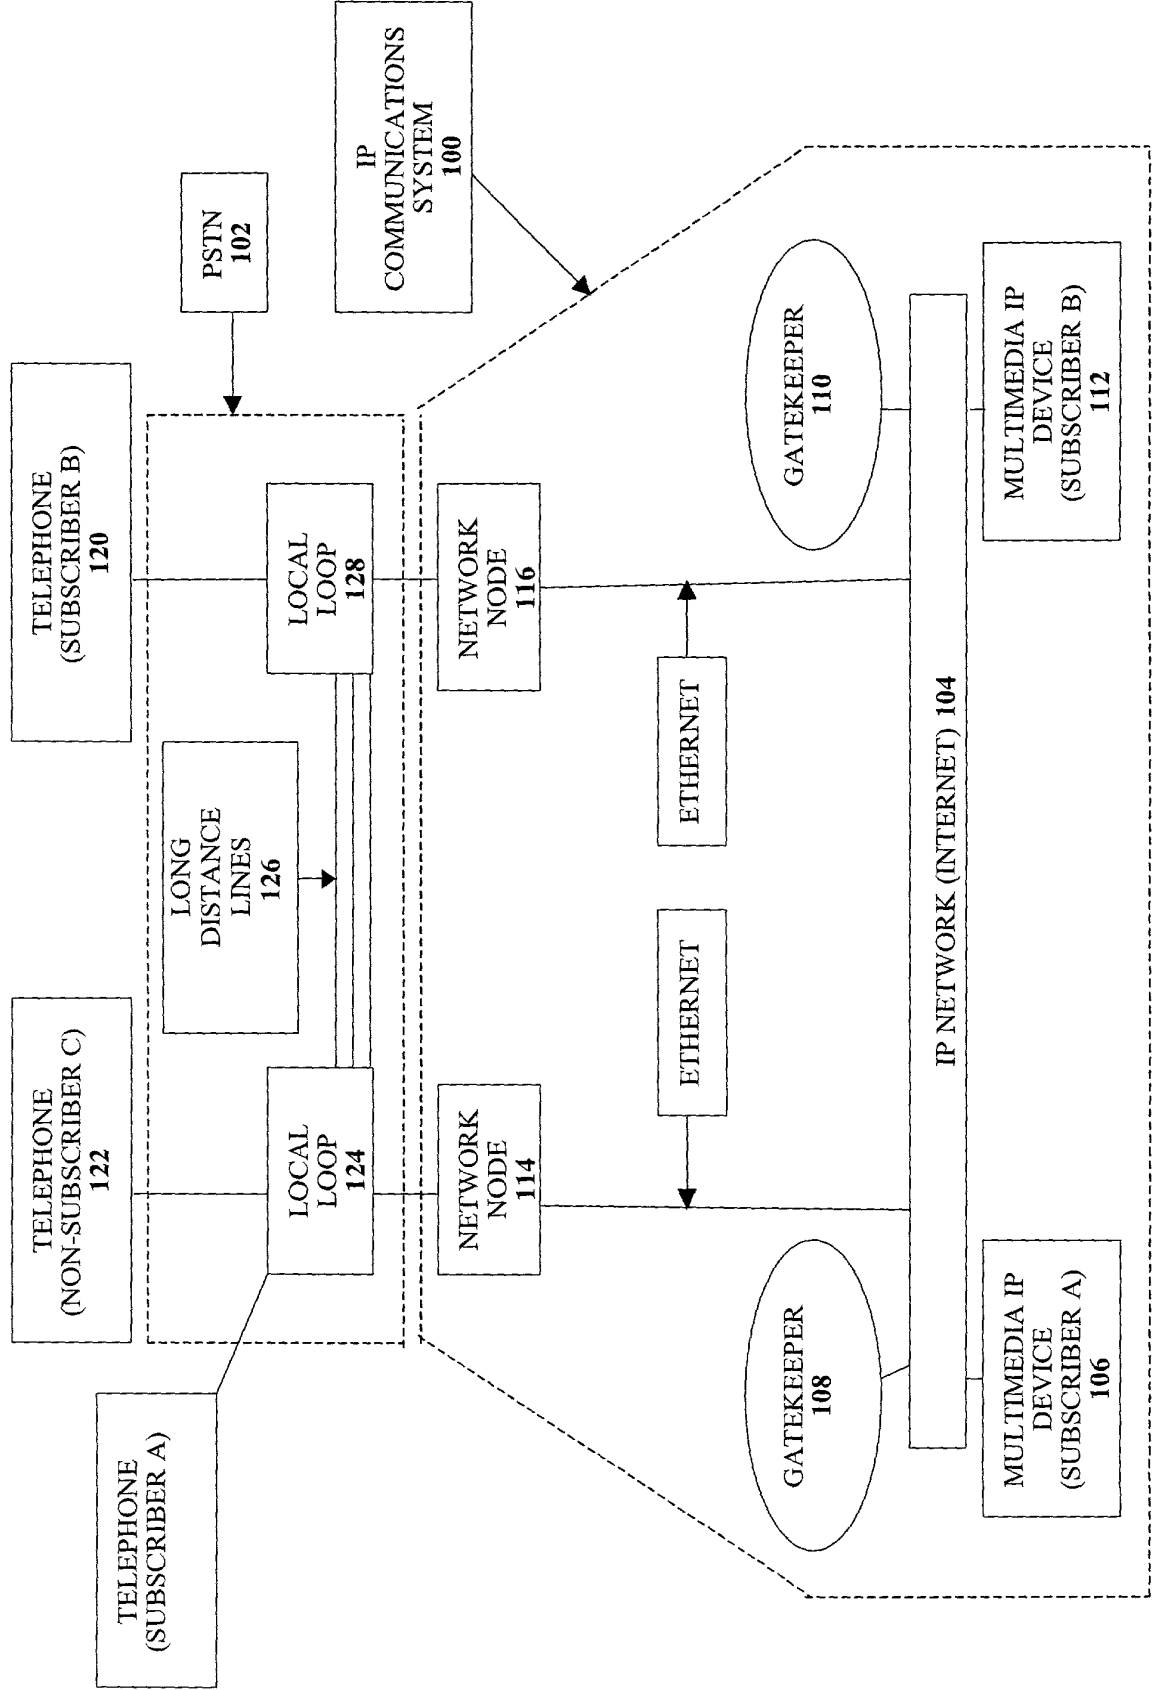 TELEPHONE
(SUBSCRIBER A)
TELEPHONE
(NON-SUBSCRIBER C)
122
TELEPHONE
(SUBSCRIBER B)
120
PSTN
102
LONG
DISTANCE
LINES
126
LOCAL
LOOP
124
LOCAL
LOOP
128
IP
COMMUNICATIONS
SYSTEM
100
NETWORK
NODE
114
NETWORK
NODE
116
ETHERNET
ETHERNET
GATEKEEPER
108
GATEKEEPER
110
IP NETWORK (INTERNET) 104
MULTIMEDIA IP
DEVICE
(SUBSCRIBER A)
106
MULTIMEDIA IP
DEVICE
(SUBSCRIBER B)
112